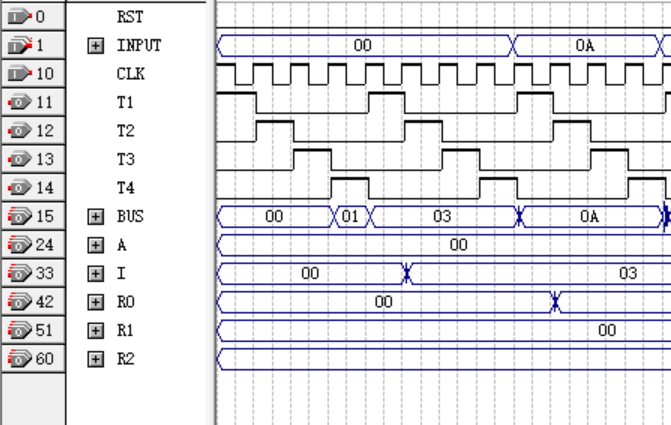 0 RST
1 INPUT 00 0A
10 CLK
11 T1
12 T2
13 T3
14 T4
15 BUS 00 01 03 0A
24 A 00
33 I 00 03
42 R0 00
51 R1 00
60 R2